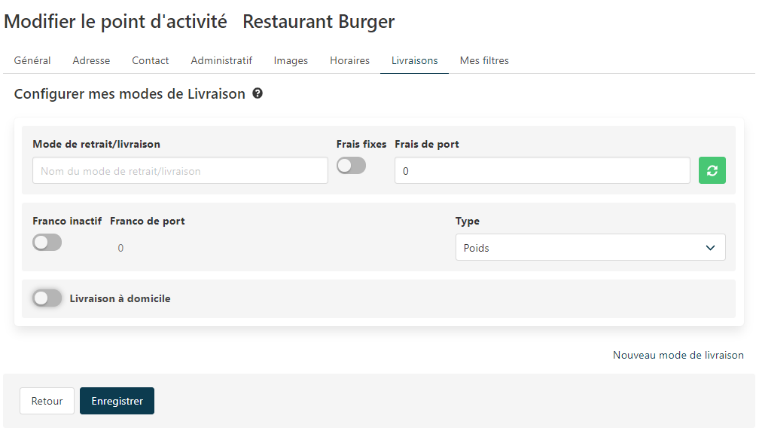 Modifier le point d'activité Restaurant Burger
Général Adresse Contact Administratif Images Horaires Livraisons Mes filtres
Configurer mes modes de Livraison ?
Mode de retrait/livraison Frais fixes Frais de port
Nom du mode de retrait/livraison 0
Franco inactif Franco de port Type
0 Poids
Livraison à domicile
Nouveau mode de livraison
Retour Enregistrer